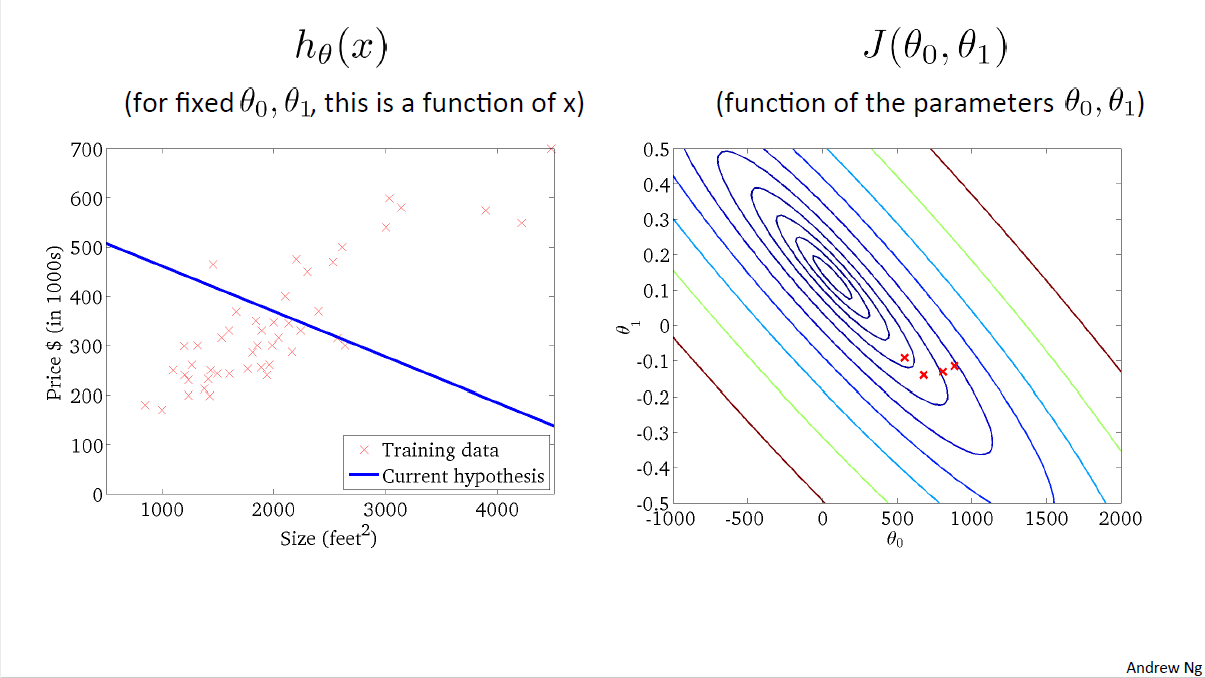 h_θ(x)
(for fixed θ₀, θ₁, this is a function of x)
700
600
500
400
300
200
100
0
Price $ (in 1000s)
1000 2000 3000 4000
Size (feet²)
Training data
Current hypothesis
J(θ₀, θ₁)
(function of the parameters θ₀, θ₁)
0.5
0.4
0.3
0.2
0.1
0
-0.1
-0.2
-0.3
-0.4
-0.5
θ₁
-1000 -500 0 500 1000 1500 2000
θ₀
Andrew Ng